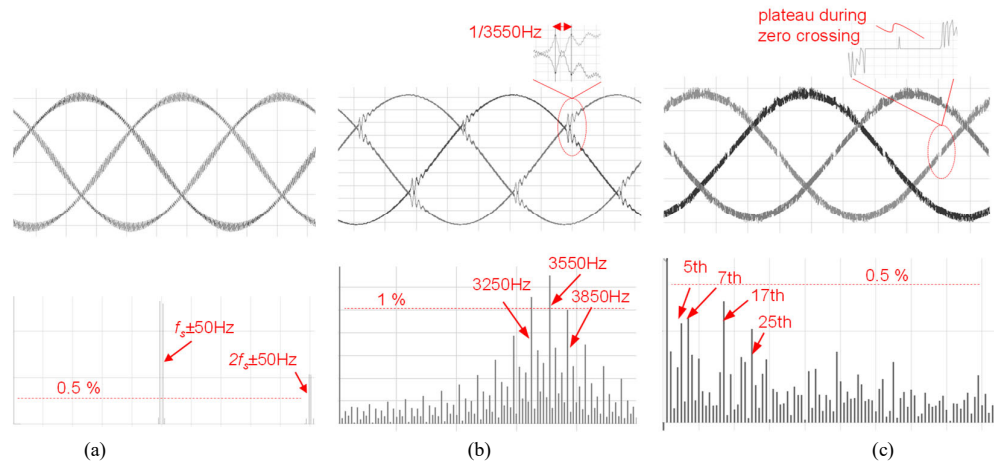 1/3550Hz
plateau during
zero crossing
fs±50Hz
2fs±50Hz
0.5 %
(a)
3550Hz
3250Hz
3850Hz
1 %
(b)
5th
7th
0.5 %
17th
25th
(c)